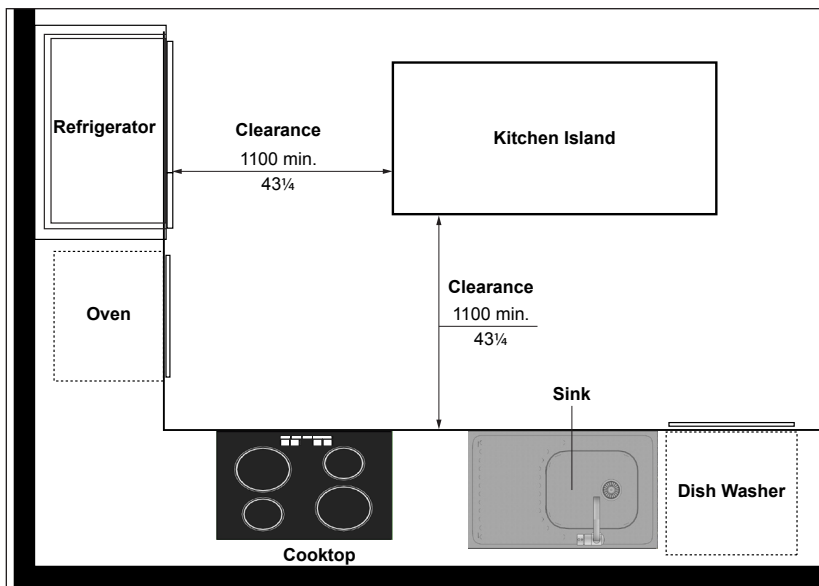 Refrigerator
Clearance
1100 min.
43¼
Kitchen Island
Oven
Clearance
1100 min.
43¼
Sink
Dish Washer
Cooktop